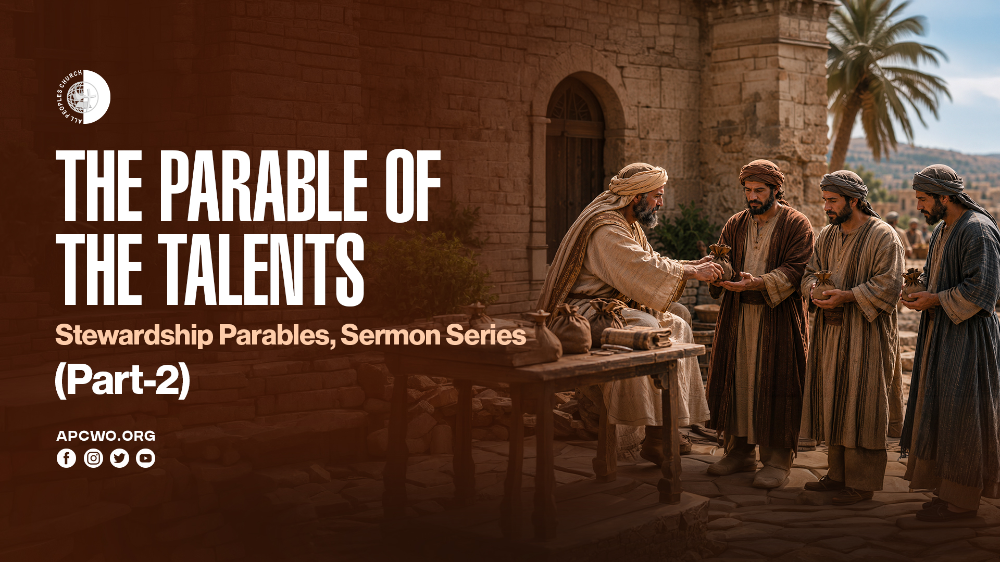 ALL PEOPLES CHURCH
THE PARABLE OF
THE TALENTS
Stewardship Parables, Sermon Series
(Part-2)
APCWO.ORG